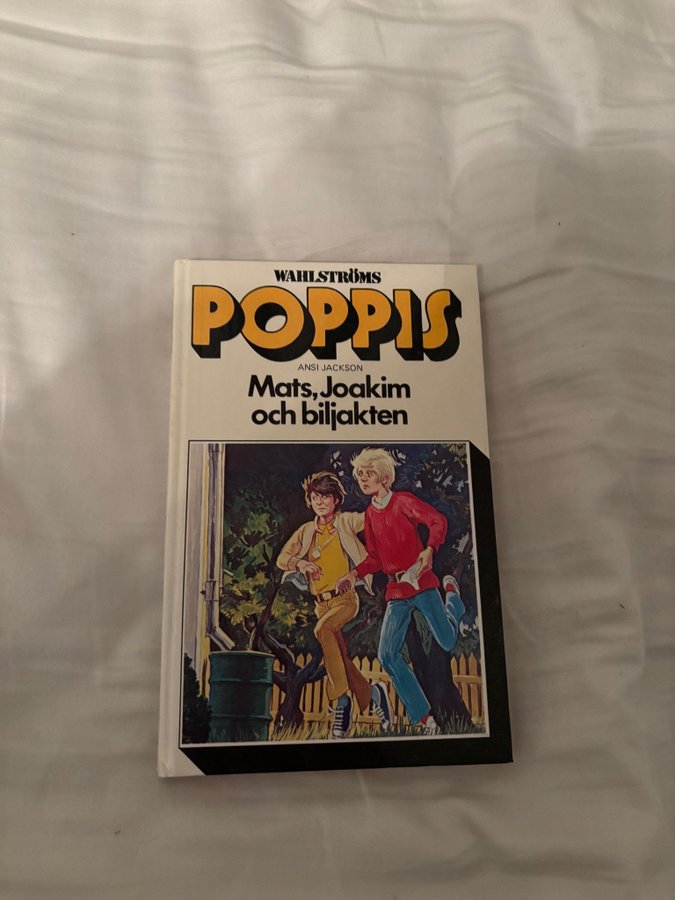 WAHLSTRÖMS
POPPIS
ANSI JACKSON
Mats, Joakim
och biljakten